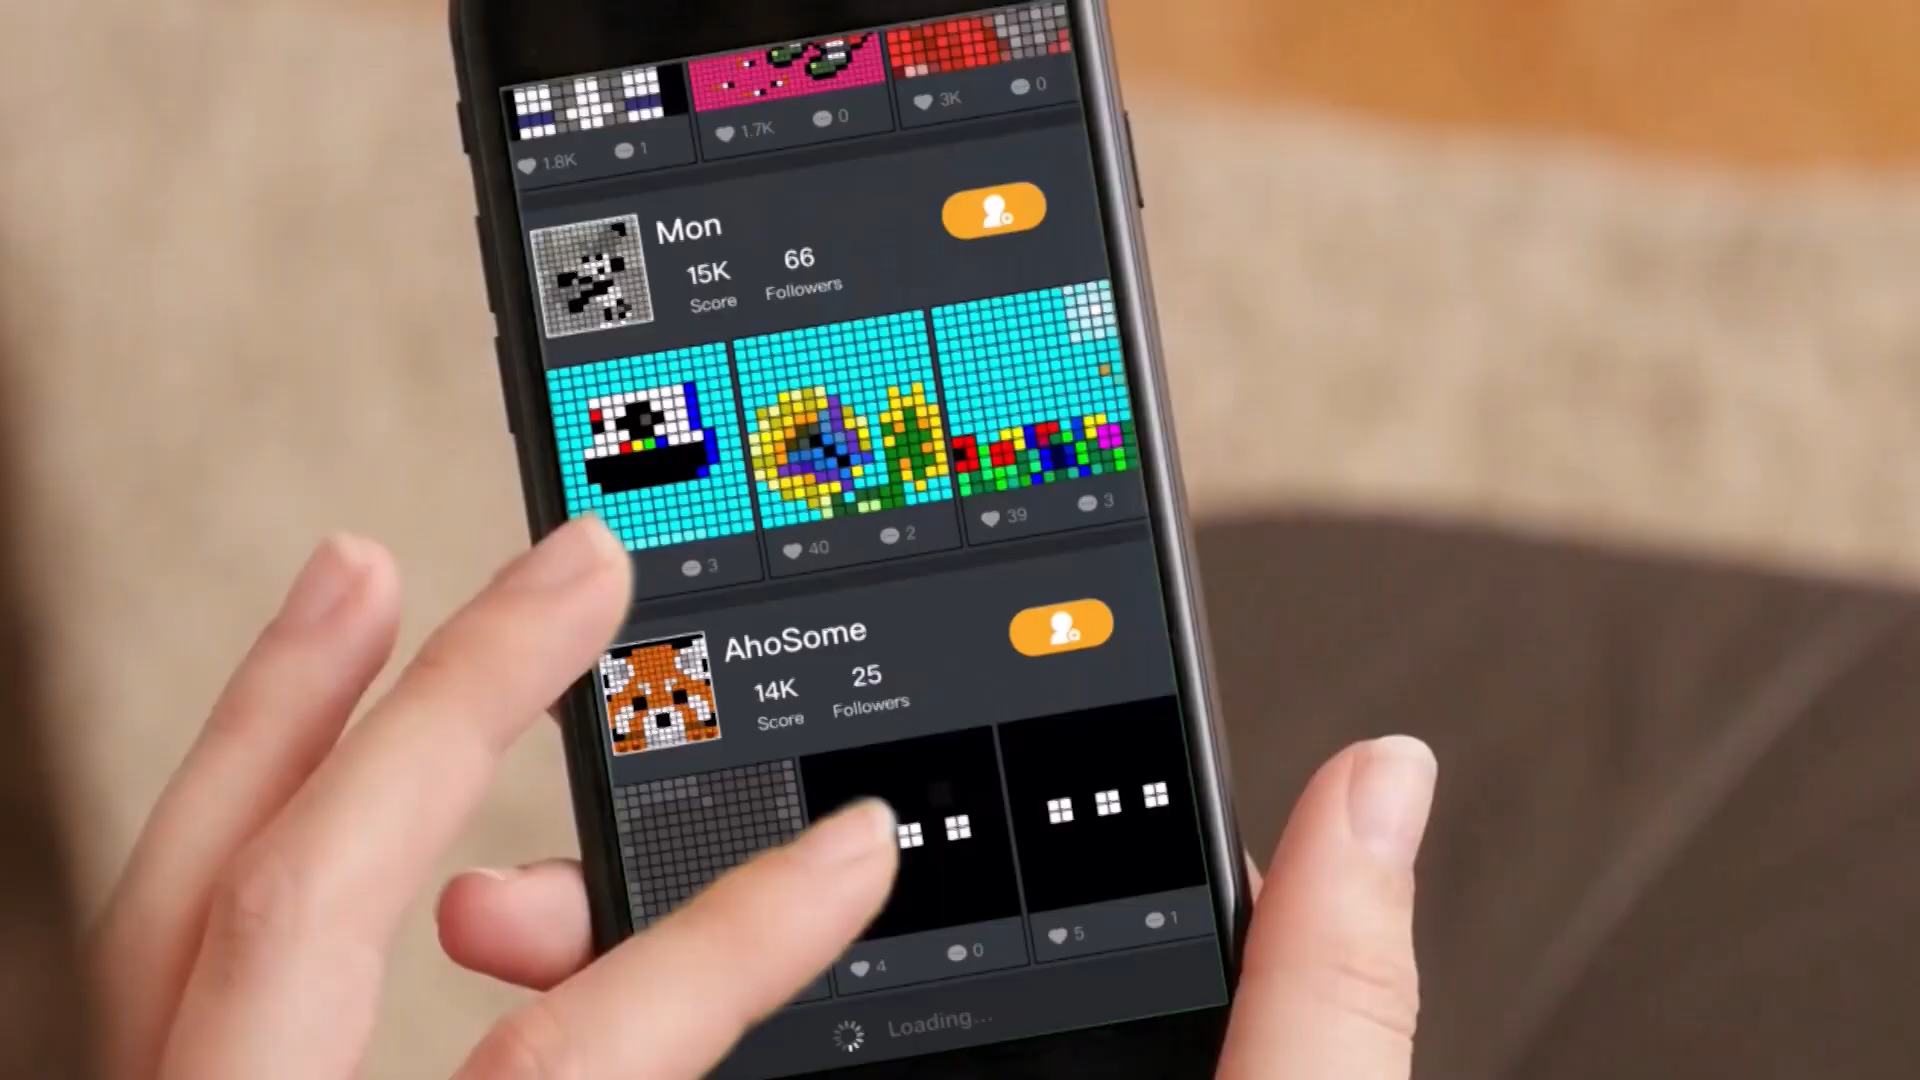 1.8K 1
1.7K 0
3K 0
Mon
15K 66
Score Followers
3
40 2
39 3
AhoSome
14K 25
Score Followers
4 0
5 1
Loading...